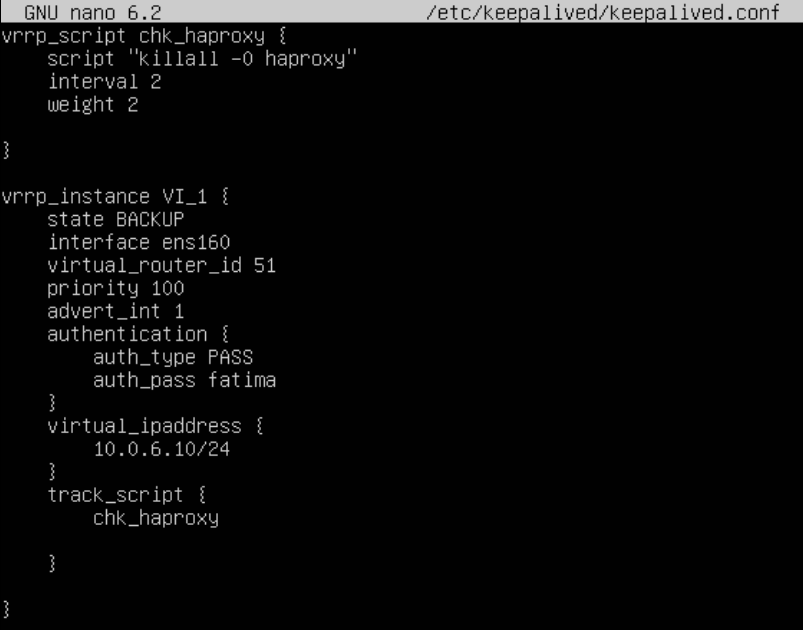 GNU nano 6.2 /etc/keepalived/keepalived.conf
vrrp_script chk_haproxy {
    script "killall -0 haproxy"
    interval 2
    weight 2

}

vrrp_instance VI_1 {
    state BACKUP
    interface ens160
    virtual_router_id 51
    priority 100
    advert_int 1
    authentication {
        auth_type PASS
        auth_pass fatima
    }
    virtual_ipaddress {
        10.0.6.10/24
    }
    track_script {
        chk_haproxy

    }

}